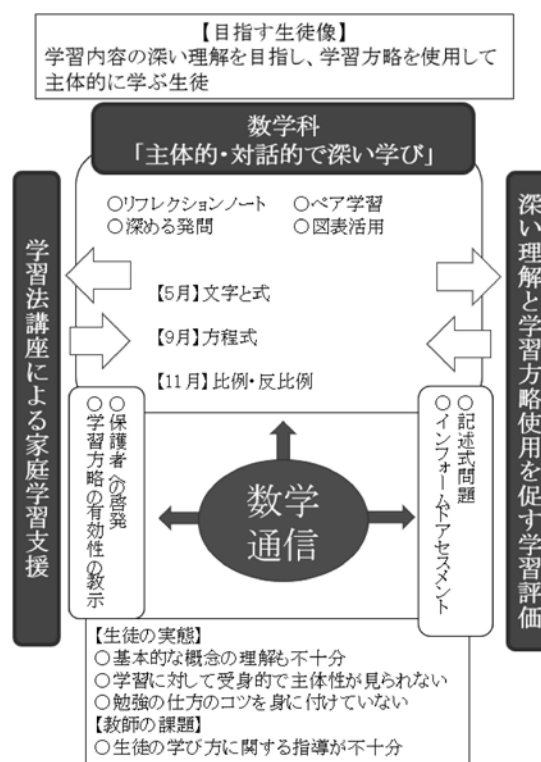 【目指す生徒像】
学習内容の深い理解を目指し、学習方略を使用して
主体的に学ぶ生徒
数学科
「主体的・対話的で深い学び」
○リフレクションノート ○ペア学習
○深める発問 ○図表活用
【5月】文字と式
【9月】方程式
【11月】比例・反比例
学習法講座による家庭学習支援
○保護者への啓発
○学習方略の有効性の教示
数学
通信
○記述式問題
○インフォームドアセスメント
深い理解と学習方略使用を促す学習評価
【生徒の実態】
○基本的な概念の理解も不十分
○学習に対して受身的で主体性が見られない
○勉強の仕方のコツを身に付けていない
【教師の課題】
○生徒の学び方に関する指導が不十分